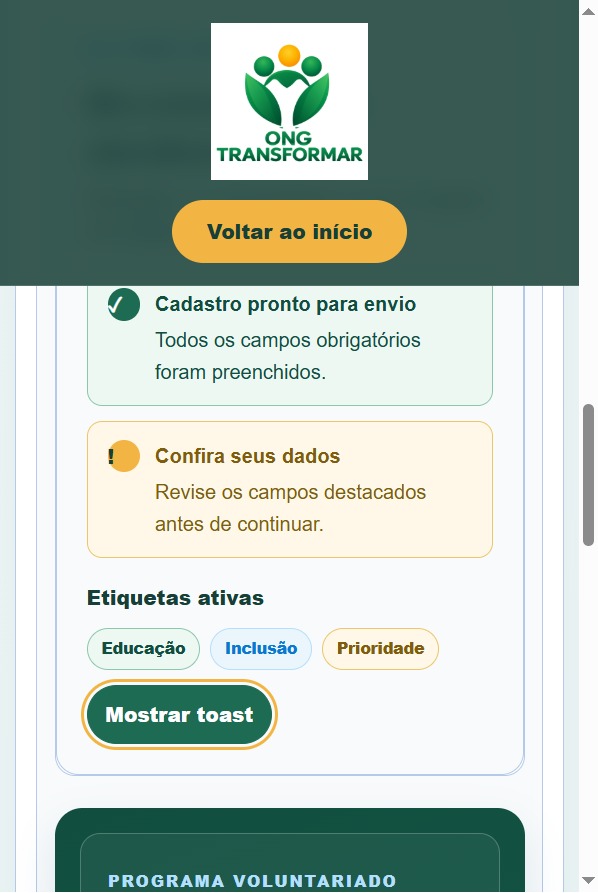 ONG
TRANSFORMAR
Voltar ao início
✓ Cadastro pronto para envio
Todos os campos obrigatórios
foram preenchidos.
! Confira seus dados
Revise os campos destacados
antes de continuar.
Etiquetas ativas
Educação Inclusão Prioridade
Mostrar toast
PROGRAMA VOLUNTARIADO